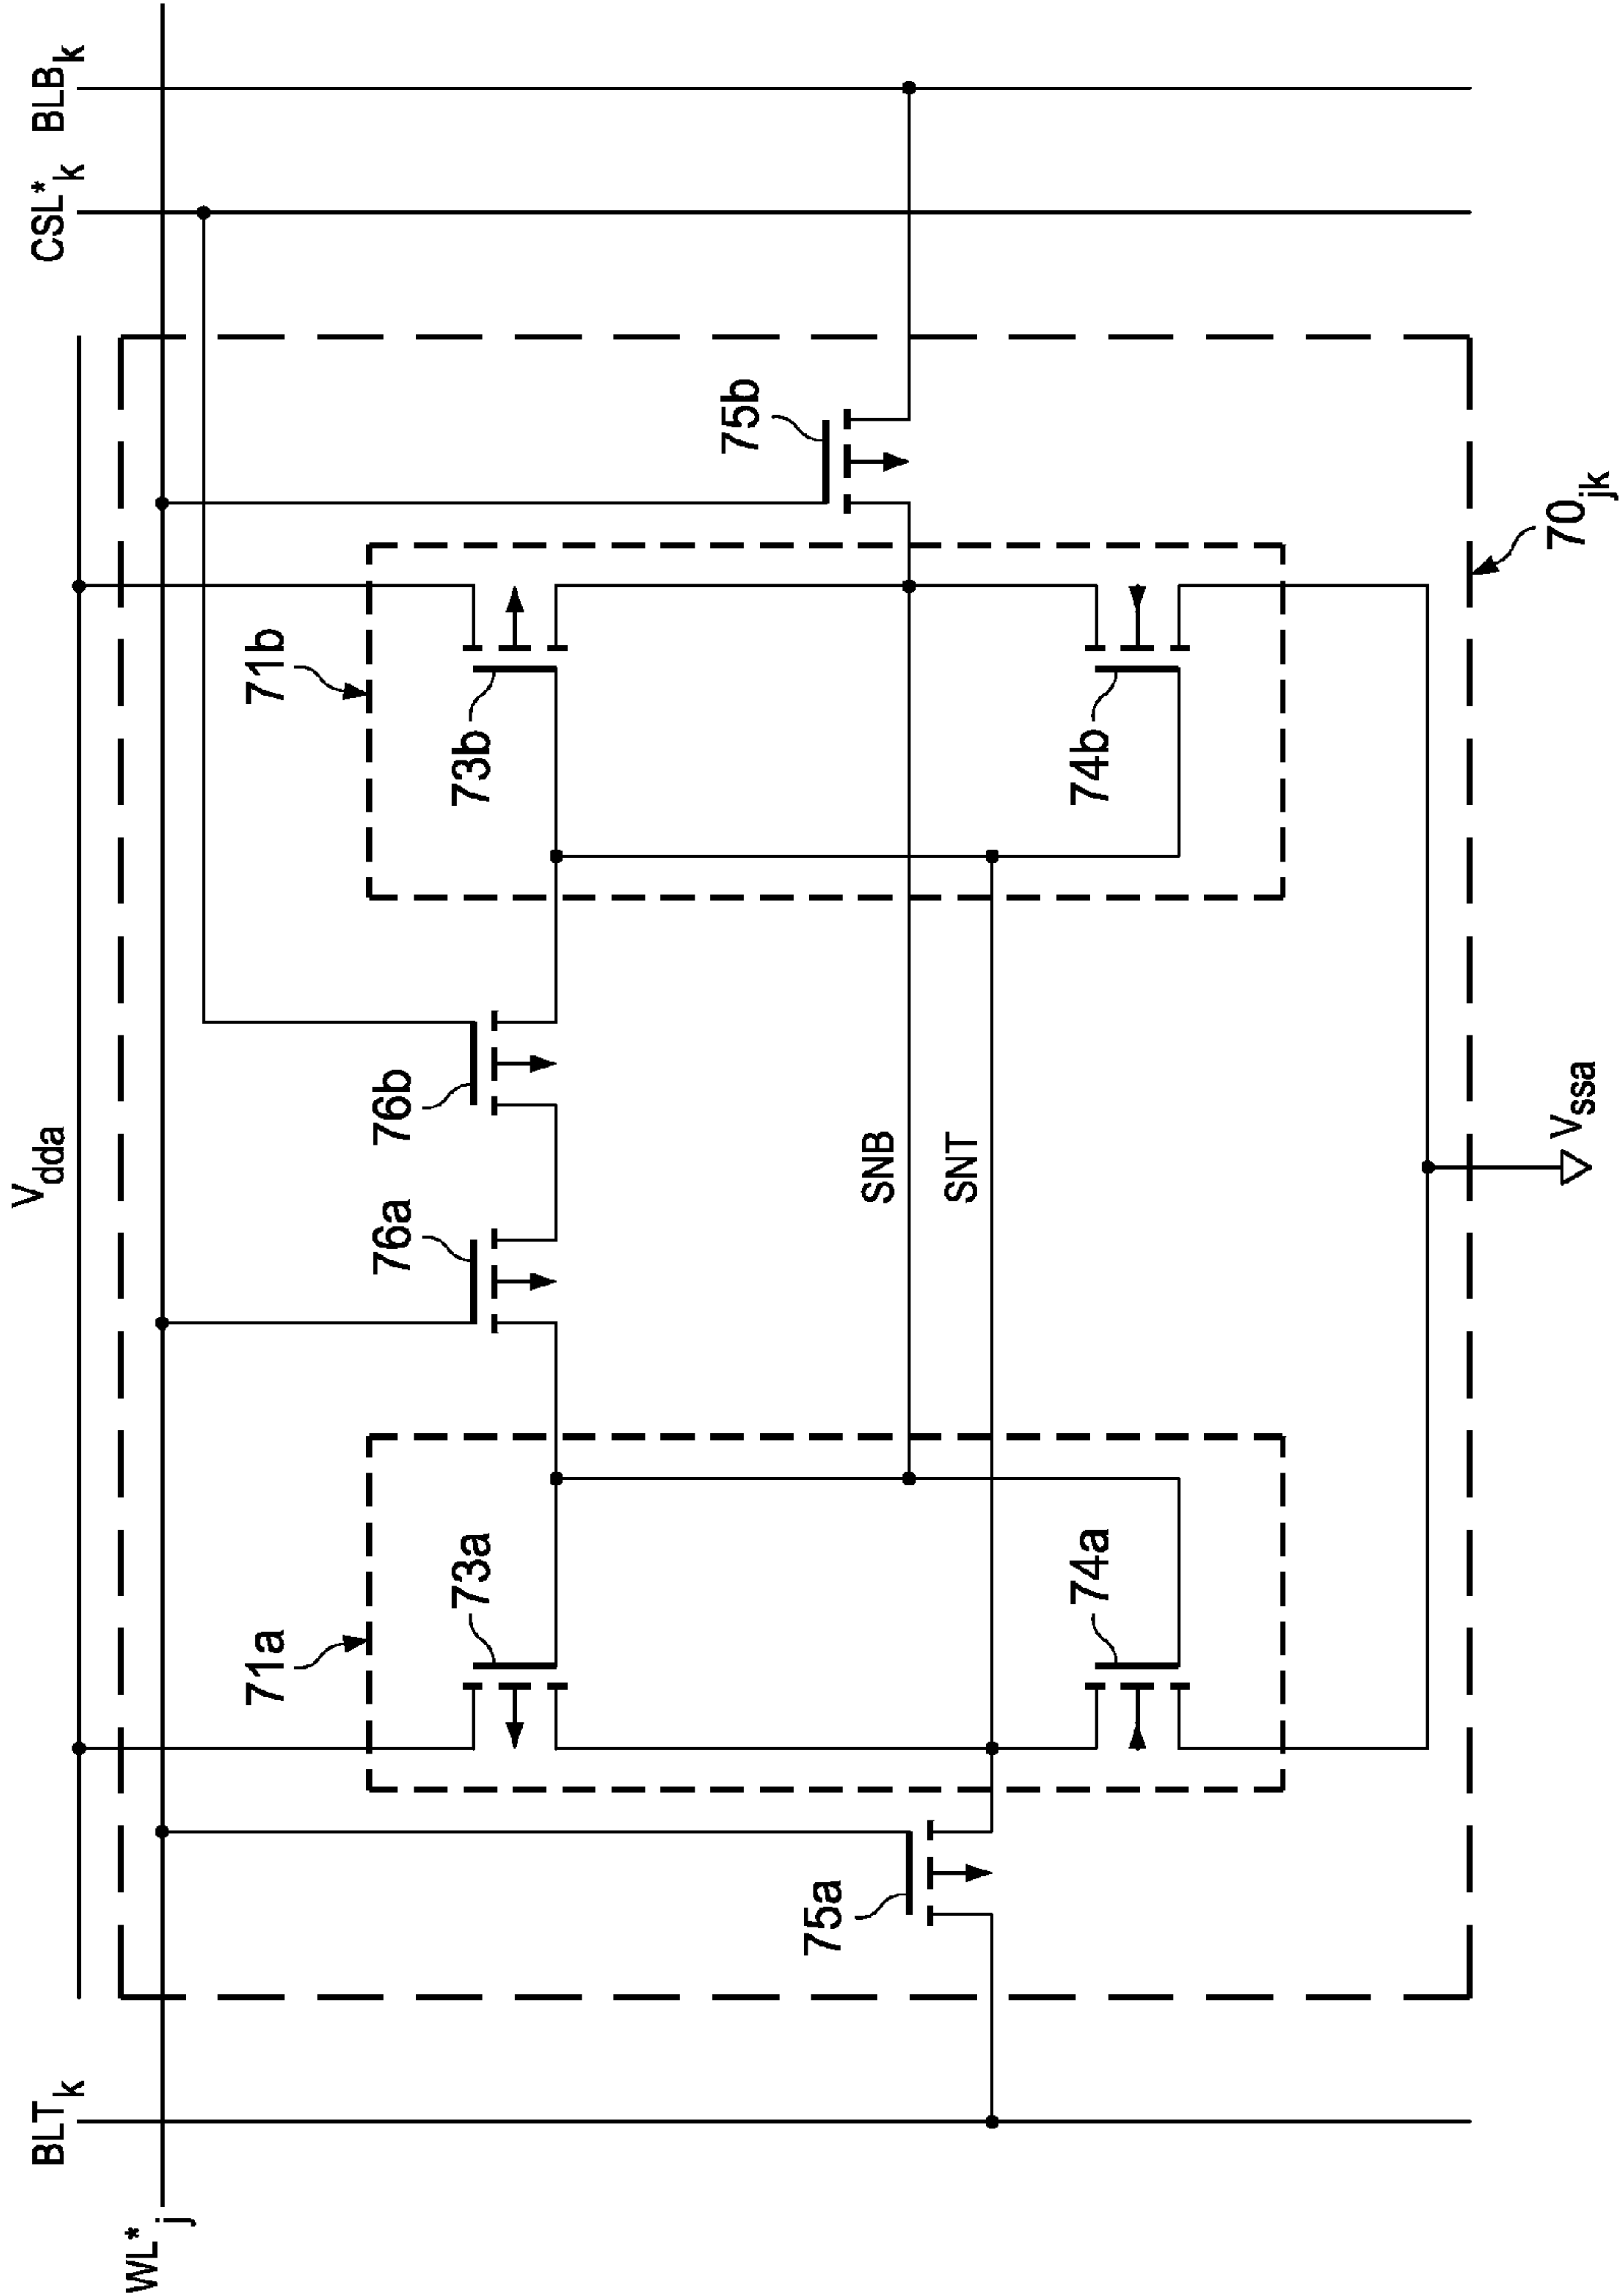 V_dda
WL*_j
BLT_k
CSL*_k
BLB_k
71a
76a
76b
71b
73a
73b
75b
75a
SNB
SNT
74a
74b
70_jk
V_ssa